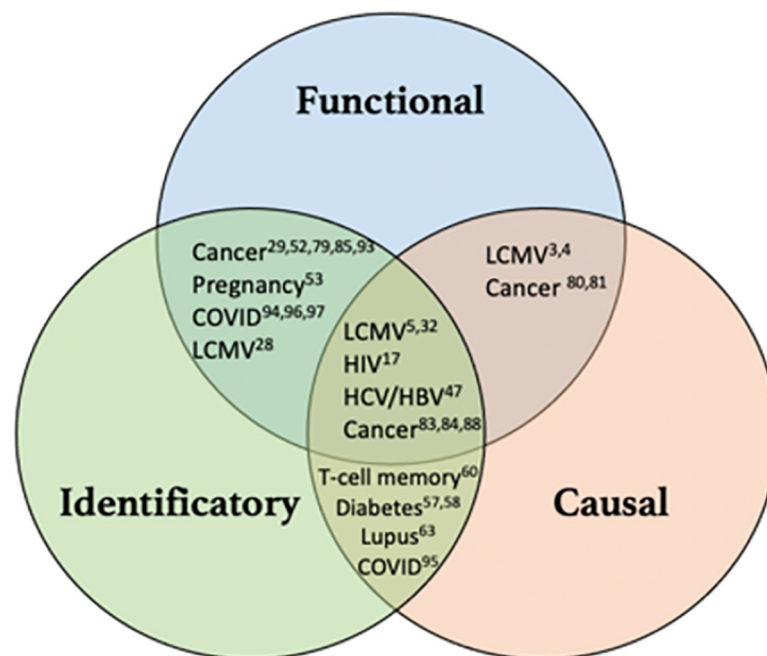 Functional
Cancer29,52,79,85,93
Pregnancy53
COVID94,96,97
LCMV28
LCMV3,4
Cancer 80,81
LCMV5,32
HIV17
HCV/HBV47
Cancer83,84,88
T-cell memory60
Diabetes57,58
Lupus63
COVID95
Identificatory
Causal